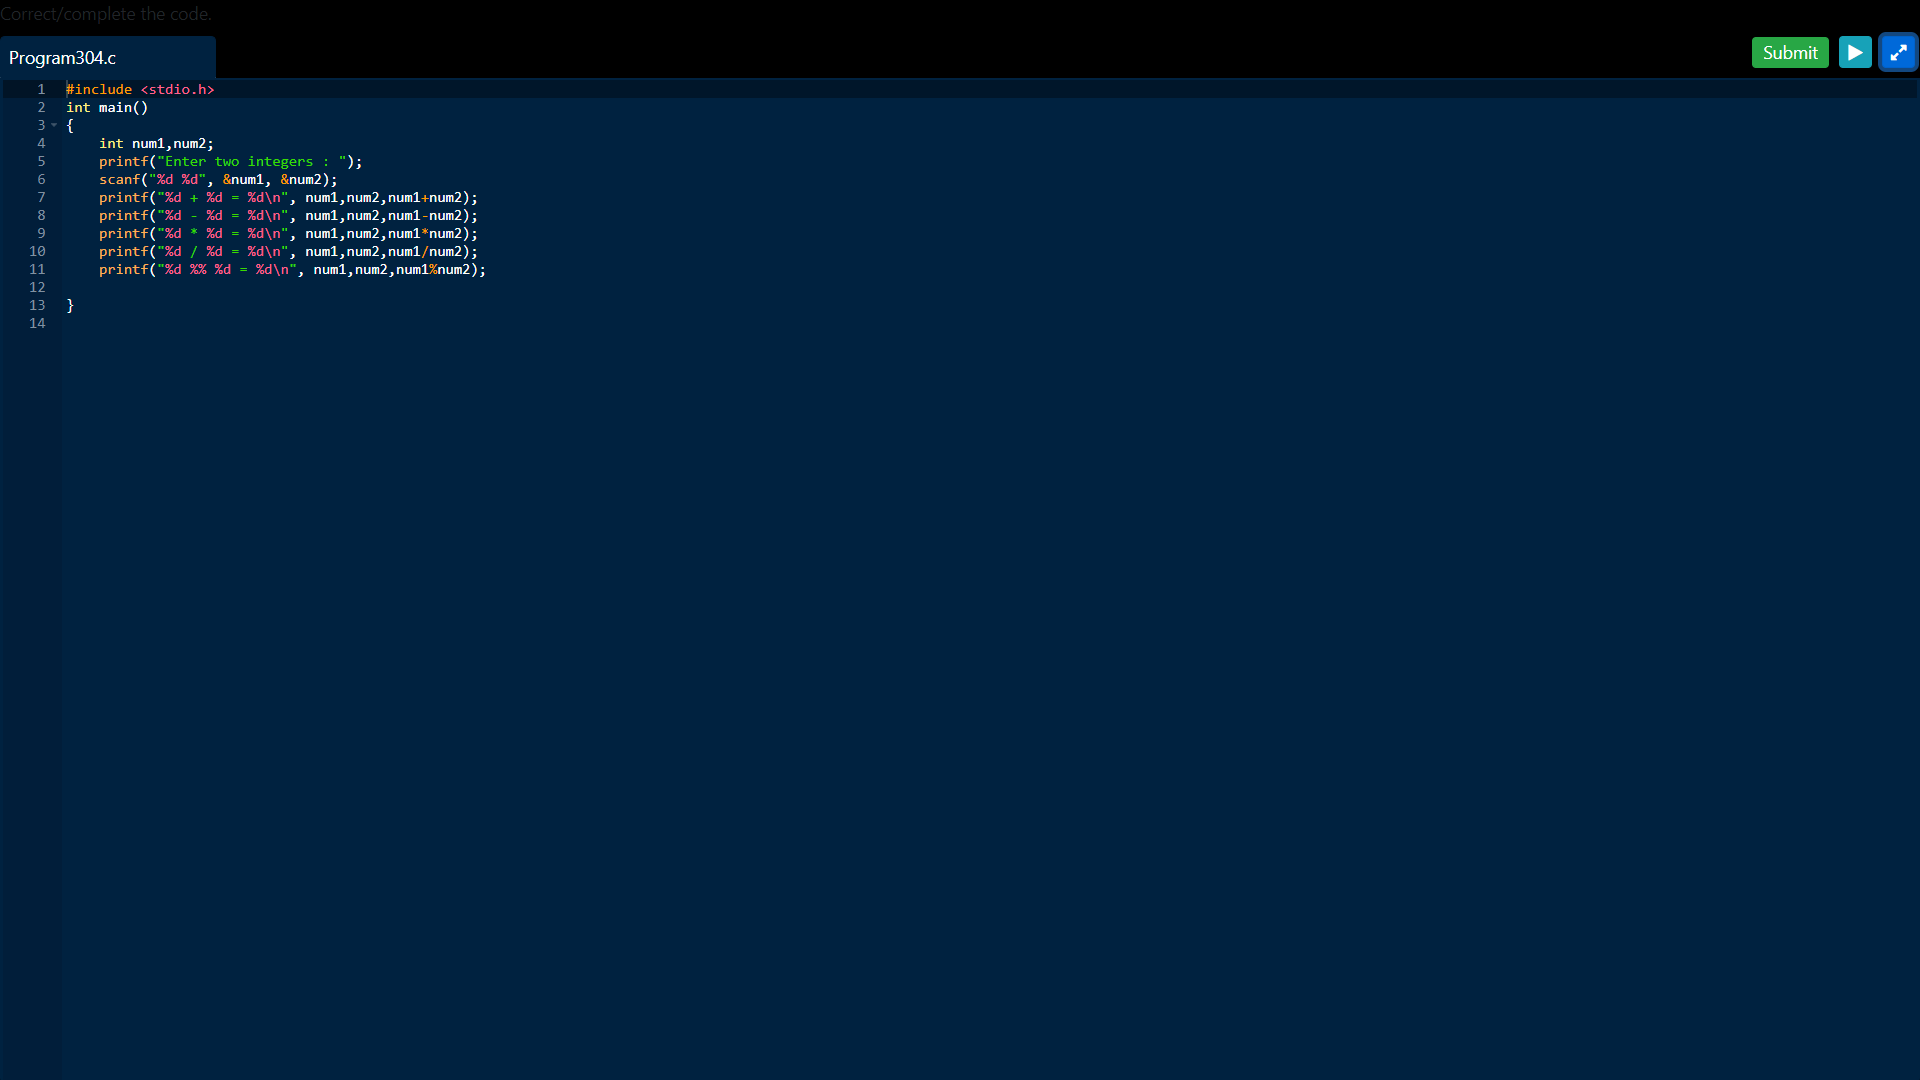 Correct/complete the code.
Program304.c
Submit
1 #include <stdio.h>
2 int main()
3 {
4     int num1,num2;
5     printf("Enter two integers : ");
6     scanf("%d %d", &num1, &num2);
7     printf("%d + %d = %d\n", num1,num2,num1+num2);
8     printf("%d - %d = %d\n", num1,num2,num1-num2);
9     printf("%d * %d = %d\n", num1,num2,num1*num2);
10     printf("%d / %d = %d\n", num1,num2,num1/num2);
11     printf("%d %% %d = %d\n", num1,num2,num1%num2);
12
13 }
14